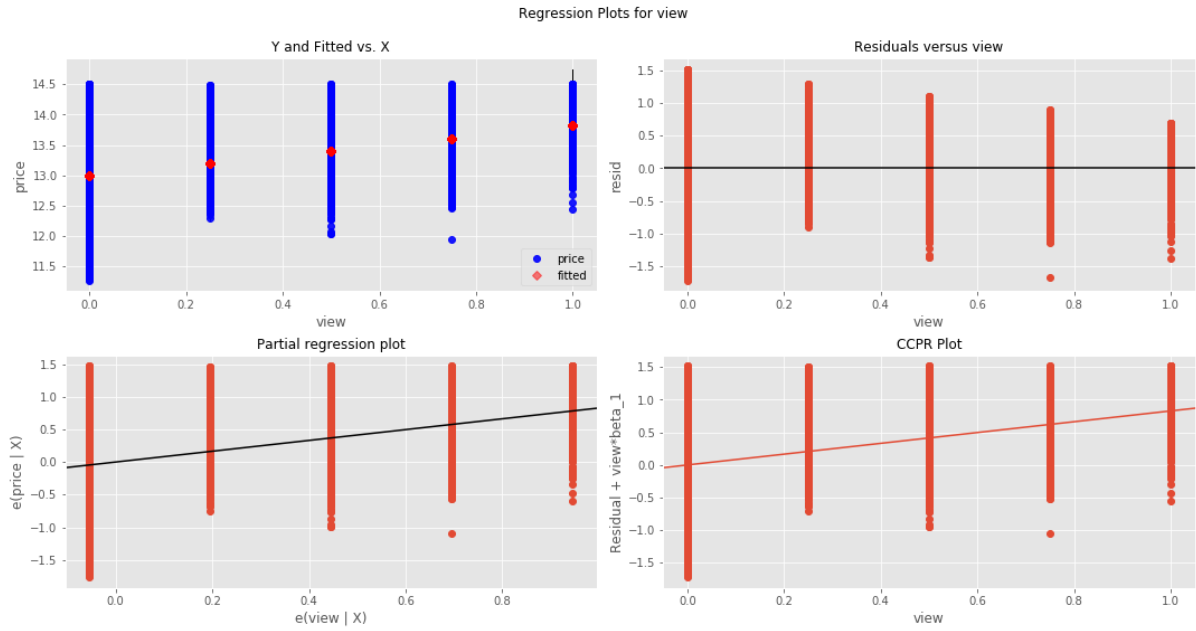 Regression Plots for view
Y and Fitted vs. X
price
14.5
14.0
13.5
13.0
12.5
12.0
11.5
0.0 0.2 0.4 0.6 0.8 1.0
view
price
fitted
Residuals versus view
resid
1.5
1.0
0.5
0.0
−0.5
−1.0
−1.5
0.0 0.2 0.4 0.6 0.8 1.0
view
Partial regression plot
e(price | X)
1.5
1.0
0.5
0.0
−0.5
−1.0
−1.5
0.0 0.2 0.4 0.6 0.8
e(view | X)
CCPR Plot
Residual + view*beta_1
1.5
1.0
0.5
0.0
−0.5
−1.0
−1.5
0.0 0.2 0.4 0.6 0.8 1.0
view